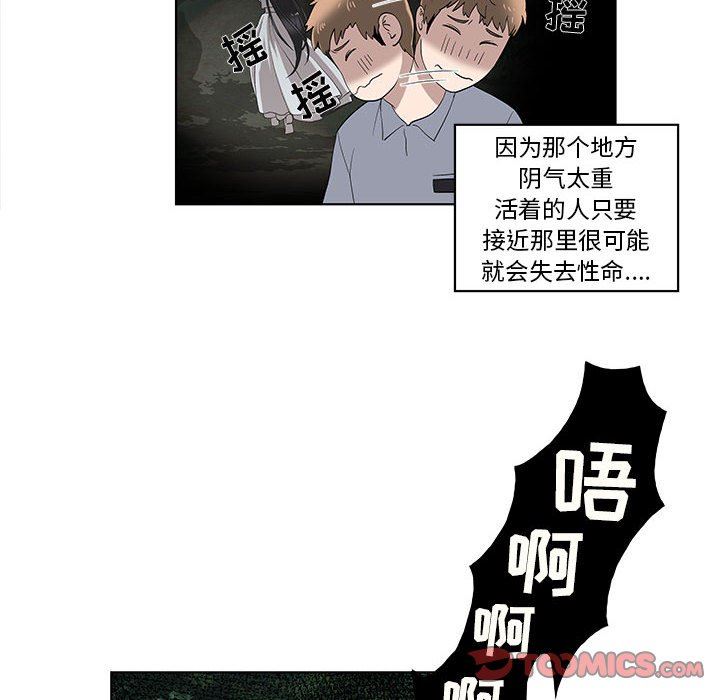 摇
摇
摇
因为那个地方
阴气太重
活着的人只要
接近那里很可能
就会失去性命....
唔
啊
啊
啊
TOOMICS.COM